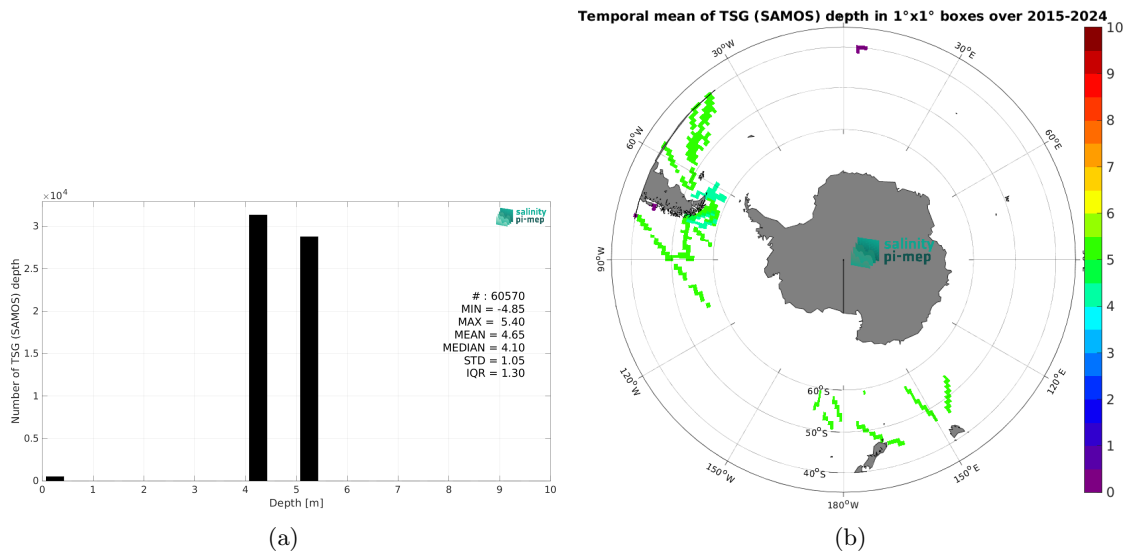 Temporal mean of TSG (SAMOS) depth in 1°x1° boxes over 2015-2024
×10⁴
3
2.5
2
1.5
1
0.5
0
Number of TSG (SAMOS) depth
0 1 2 3 4 5 6 7 8 9 10
Depth [m]
salinity
pi-mep
# : 60570
MIN = -4.85
MAX = 5.40
MEAN = 4.65
MEDIAN = 4.10
STD = 1.05
IQR = 1.30
(a)
30°W
30°E
60°W
60°E
90°W
120°W
120°E
150°W
150°E
180°W
60°S
50°S
40°S
salinity
pi-mep
10
9
8
7
6
5
4
3
2
1
0
(b)